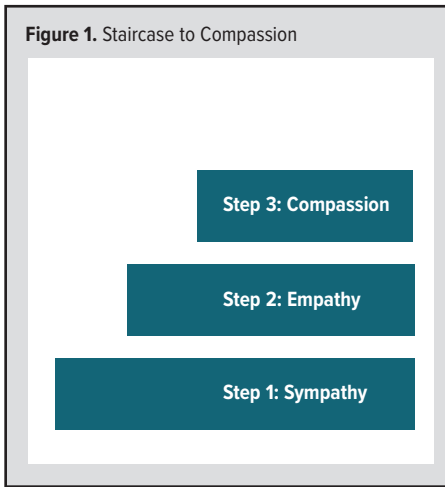 Figure 1. Staircase to Compassion
Step 3: Compassion
Step 2: Empathy
Step 1: Sympathy